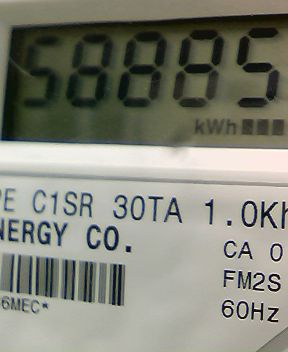 58885
kWh
PE C1SR 30TA 1.0Kh
NERGY CO.
CA 0
FM2S
60Hz
6MEC*